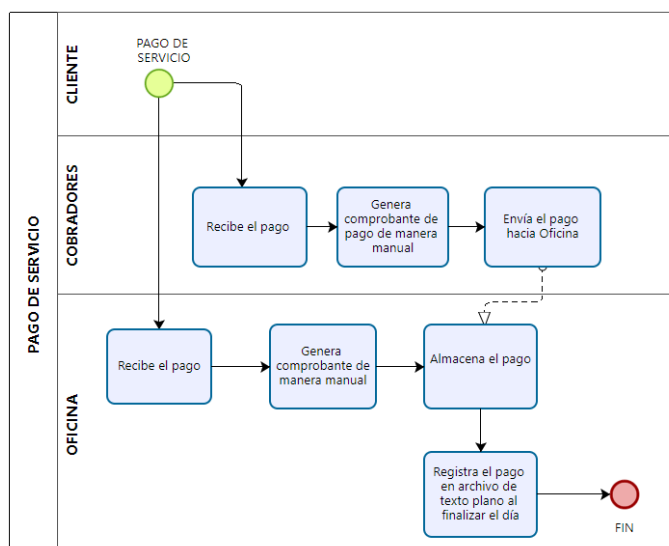 PAGO DE SERVICIO
CLIENTE
PAGO DE
SERVICIO
COBRADORES
Recibe el pago
Genera
comprobante de
pago de manera
manual
Envía el pago
hacia Oficina
OFICINA
Recibe el pago
Genera
comprobante de
manera manual
Almacena el pago
Registra el pago
en archivo de
texto plano al
finalizar el día
FIN